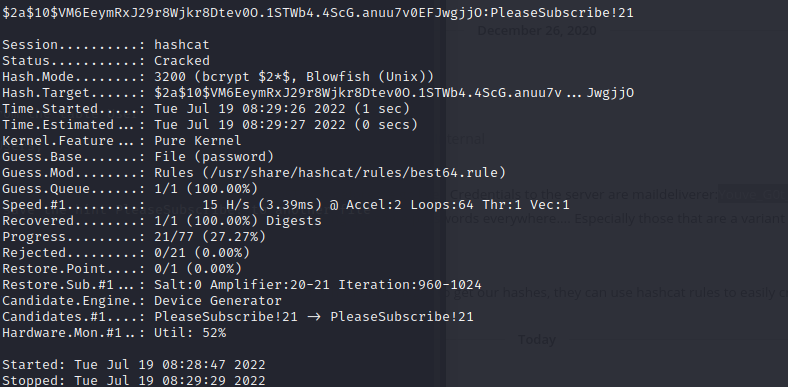 $2a$10$VM6EeymRxJ29r8Wjkr8Dtev0O.1STWb4.4ScG.anuu7v0EFJwgjjO:PleaseSubscribe!21
December 26, 2020
Session..........: hashcat
Status...........: Cracked
Hash.Mode........: 3200 (bcrypt $2*$, Blowfish (Unix))
Hash.Target......: $2a$10$VM6EeymRxJ29r8Wjkr8Dtev0O.1STWb4.4ScG.anuu7v...JwgjjO
Time.Started.....: Tue Jul 19 08:29:26 2022 (1 sec)
Time.Estimated...: Tue Jul 19 08:29:27 2022 (0 secs)
Kernel.Feature...: Pure Kernel
Guess.Base.......: File (password)
Guess.Mod........: Rules (/usr/share/hashcat/rules/best64.rule)
Guess.Queue......: 1/1 (100.00%)
Credentials to the server are maildeliverer:
Speed.#1.........:       15 H/s (3.39ms) @ Accel:2 Loops:64 Thr:1 Vec:1
Recovered........: 1/1 (100.00%) Digests
everywhere.... Especially those that are a
Progress.........: 21/77 (27.27%)
Rejected.........: 0/21 (0.00%)
Restore.Point....: 0/1 (0.00%)
Restore.Sub.#1...: Salt:0 Amplifier:20-21 Iteration:960-1024
our hashes, they can use hashcat rules to easily
Candidate.Engine.: Device Generator
Candidates.#1....: PleaseSubscribe!21 -> PleaseSubscribe!21
Hardware.Mon.#1..: Util: 52%
Today
Started: Tue Jul 19 08:28:47 2022
Stopped: Tue Jul 19 08:29:29 2022